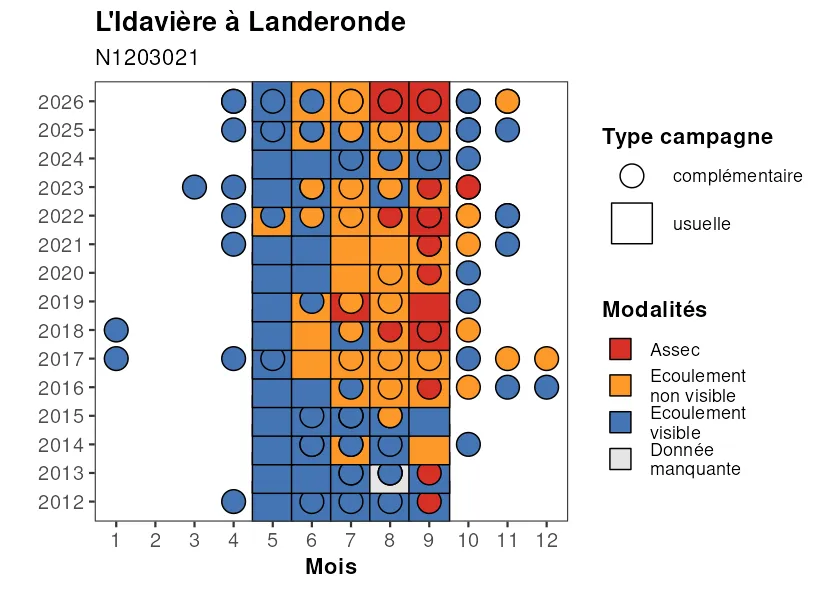 L'Idavière à Landeronde
N1203021
2026
2025
2024
2023
2022
2021
2020
2019
2018
2017
2016
2015
2014
2013
2012
1 2 3 4 5 6 7 8 9 10 11 12
Mois
Type campagne
complémentaire
usuelle
Modalités
Assec
Ecoulement
non visible
Ecoulement
visible
Donnée
manquante